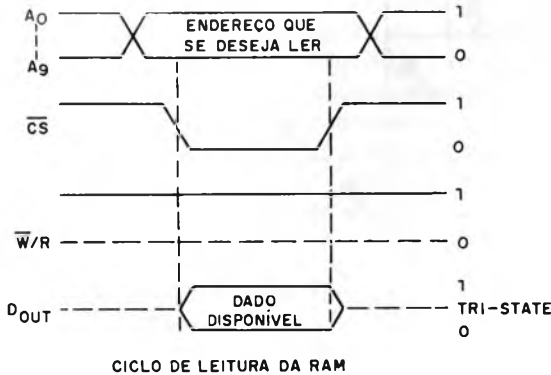 A0
A9
ENDEREÇO QUE
SE DESEJA LER
1
0
CS
1
0
1
W/R
0
DOUT
DADO
DISPONÍVEL
1
TRI-STATE
0
CICLO DE LEITURA DA RAM